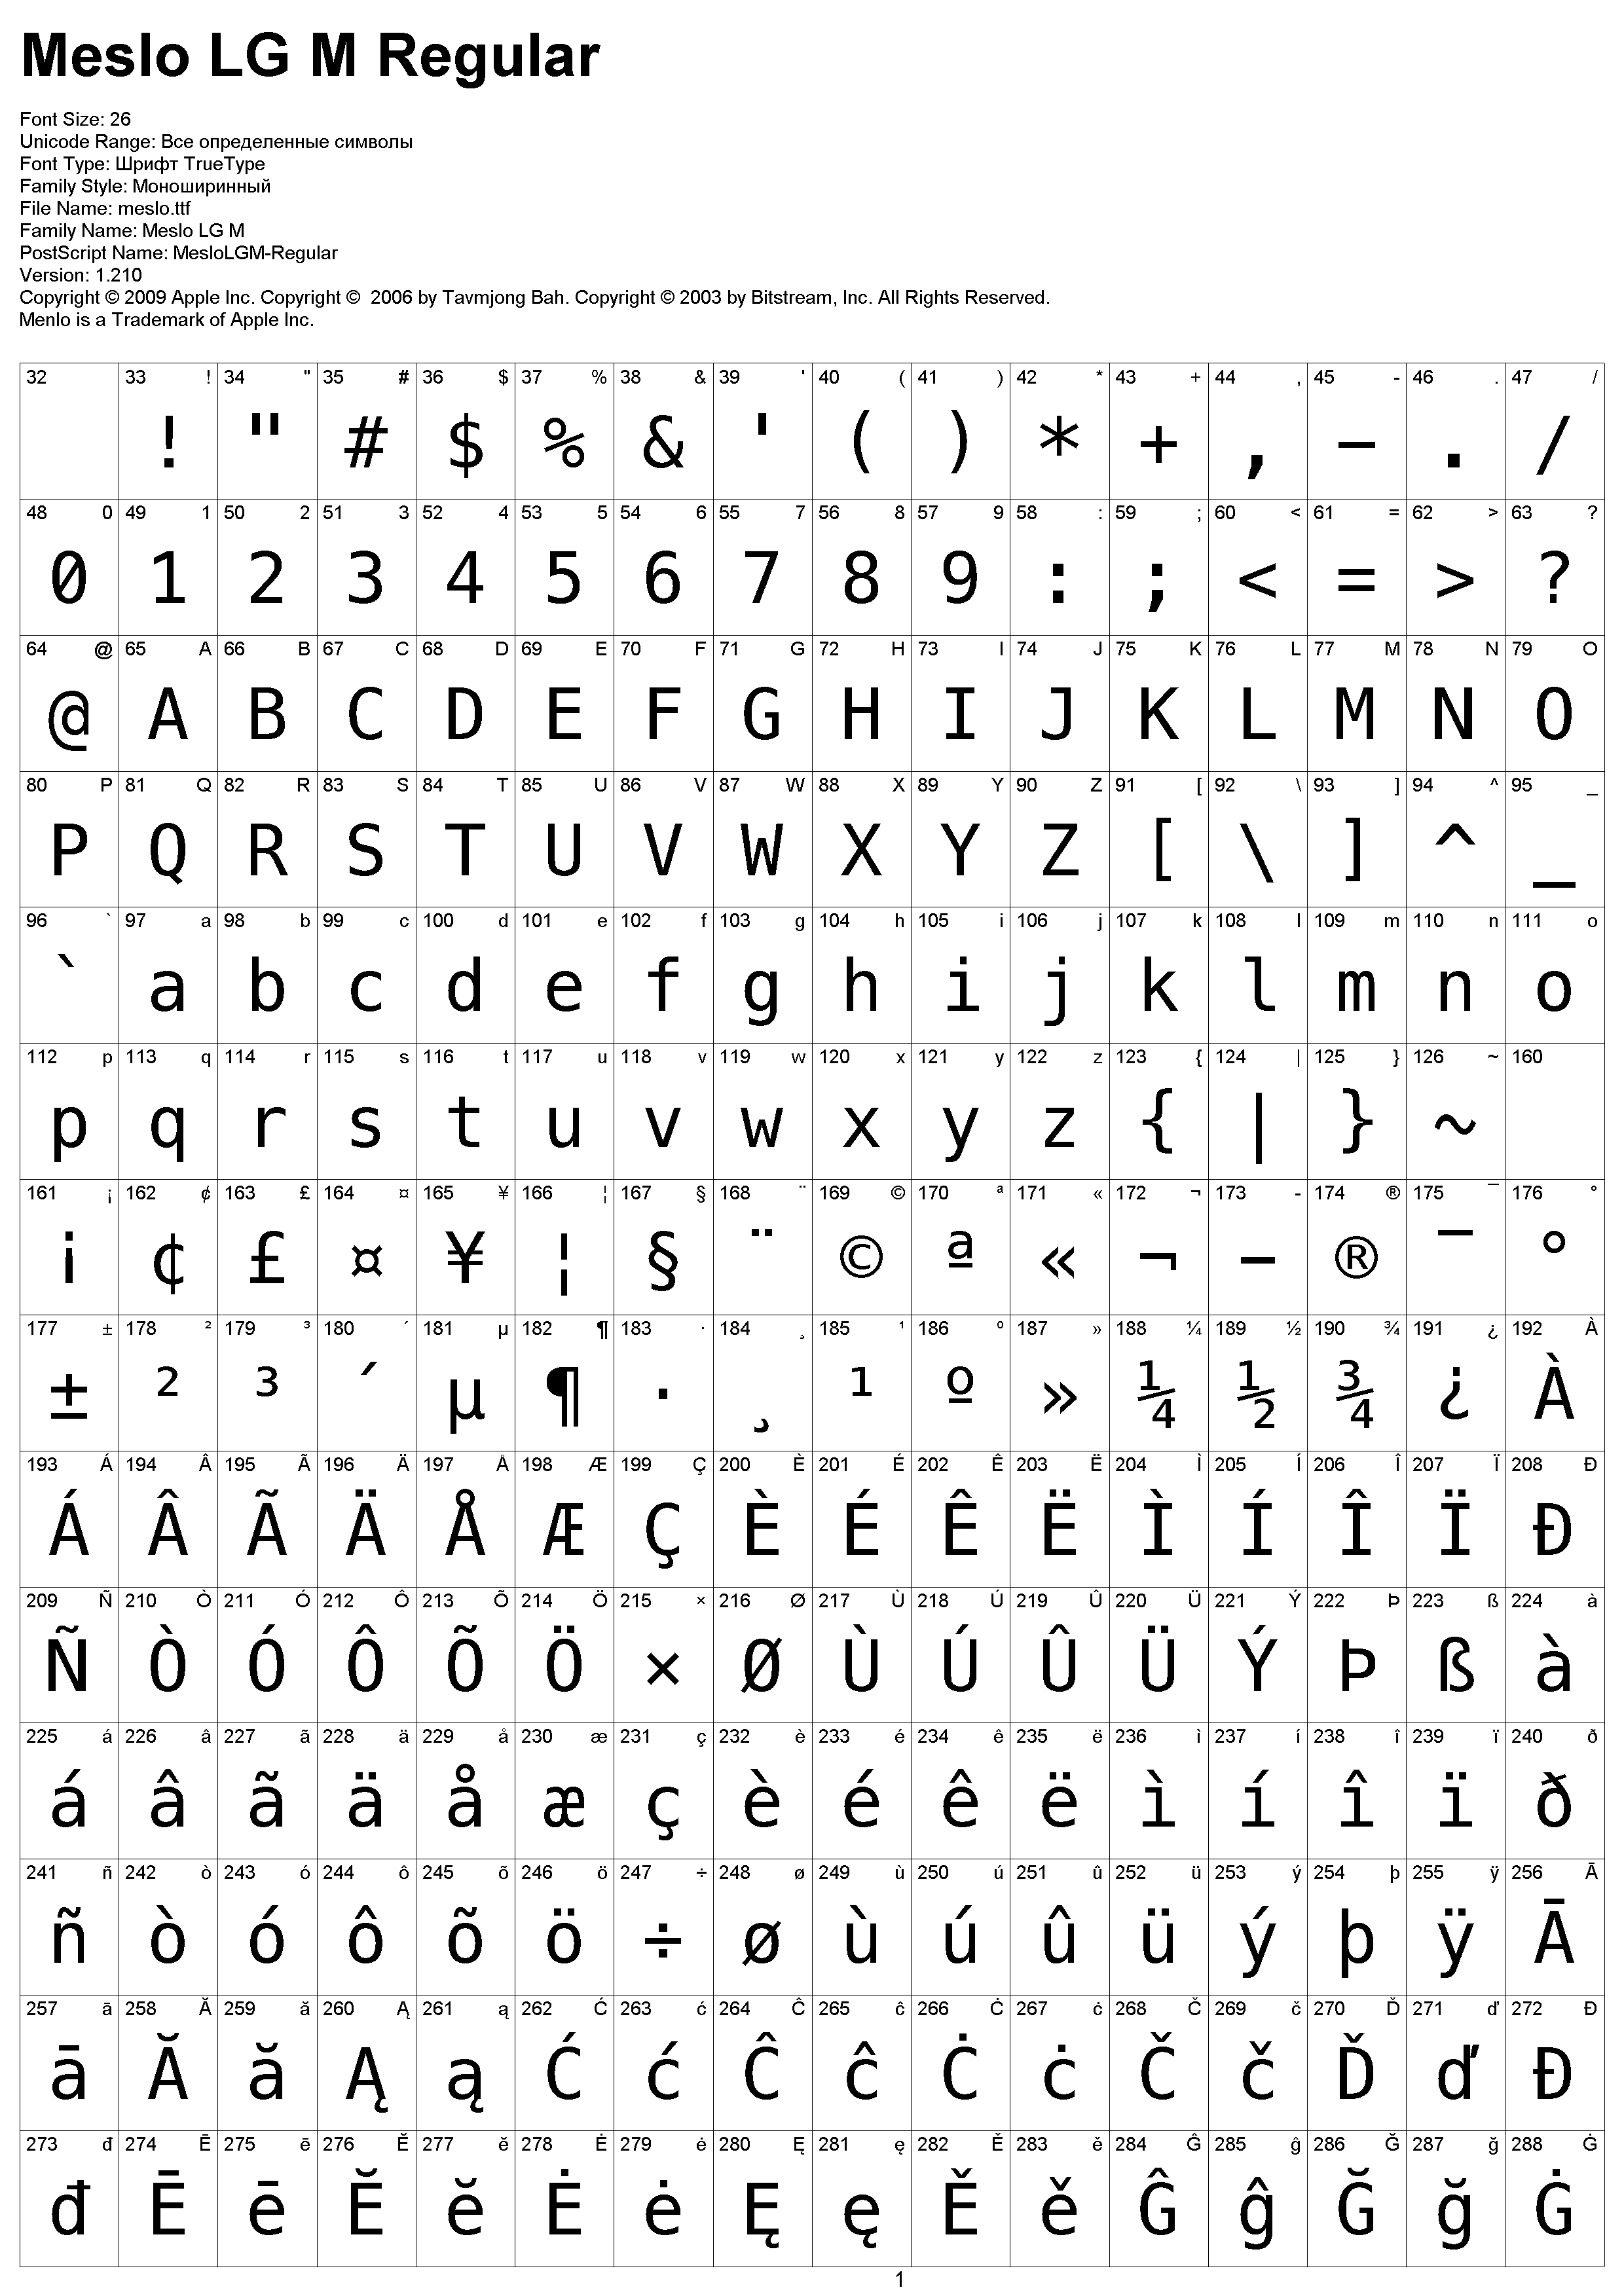 Meslo LG M Regular
Font Size: 26
Unicode Range: Все определенные символы
Font Type: Шрифт TrueType
Family Style: Моноширинный
File Name: meslo.ttf
Family Name: Meslo LG M
PostScript Name: MesloLGM-Regular
Version: 1.210
Copyright © 2009 Apple Inc. Copyright ©  2006 by Tavmjong Bah. Copyright © 2003 by Bitstream, Inc. All Rights Reserved.
Menlo is a Trademark of Apple Inc.
32 33 ! 34 " 35 # 36 $ 37 % 38 & 39 ' 40 ( 41 ) 42 * 43 + 44 , 45 - 46 . 47 /
! " # $ % & ' ( ) * + , - . /
48 0 49 1 50 2 51 3 52 4 53 5 54 6 55 7 56 8 57 9 58 : 59 ; 60 < 61 = 62 > 63 ?
0 1 2 3 4 5 6 7 8 9 : ; < = > ?
64 @ 65 A 66 B 67 C 68 D 69 E 70 F 71 G 72 H 73 I 74 J 75 K 76 L 77 M 78 N 79 O
@ A B C D E F G H I J K L M N O
80 P 81 Q 82 R 83 S 84 T 85 U 86 V 87 W 88 X 89 Y 90 Z 91 [ 92 \ 93 ] 94 ^ 95 _
P Q R S T U V W X Y Z [ \ ] ^ _
96 ` 97 a 98 b 99 c 100 d 101 e 102 f 103 g 104 h 105 i 106 j 107 k 108 l 109 m 110 n 111 o
` a b c d e f g h i j k l m n o
112 p 113 q 114 r 115 s 116 t 117 u 118 v 119 w 120 x 121 y 122 z 123 { 124 | 125 } 126 ~ 160
p q r s t u v w x y z { | } ~
161 ¡ 162 ¢ 163 £ 164 ¤ 165 ¥ 166 ¦ 167 § 168 ¨ 169 © 170 ª 171 « 172 ¬ 173 - 174 ® 175 ¯ 176 °
¡ ¢ £ ¤ ¥ ¦ § ¨ © ª « ¬ - ® ¯ °
177 ± 178 ² 179 ³ 180 ´ 181 µ 182 ¶ 183 · 184 ¸ 185 ¹ 186 º 187 » 188 ¼ 189 ½ 190 ¾ 191 ¿ 192 À
± ² ³ ´ µ ¶ · ¸ ¹ º » ¼ ½ ¾ ¿ À
193 Á 194 Â 195 Ã 196 Ä 197 Å 198 Æ 199 Ç 200 È 201 É 202 Ê 203 Ë 204 Ì 205 Í 206 Î 207 Ï 208 Ð
Á Â Ã Ä Å Æ Ç È É Ê Ë Ì Í Î Ï Ð
209 Ñ 210 Ò 211 Ó 212 Ô 213 Õ 214 Ö 215 × 216 Ø 217 Ù 218 Ú 219 Û 220 Ü 221 Ý 222 Þ 223 ß 224 à
Ñ Ò Ó Ô Õ Ö × Ø Ù Ú Û Ü Ý Þ ß à
225 á 226 â 227 ã 228 ä 229 å 230 æ 231 ç 232 è 233 é 234 ê 235 ë 236 ì 237 í 238 î 239 ï 240 ð
á â ã ä å æ ç è é ê ë ì í î ï ð
241 ñ 242 ò 243 ó 244 ô 245 õ 246 ö 247 ÷ 248 ø 249 ù 250 ú 251 û 252 ü 253 ý 254 þ 255 ÿ 256 Ā
ñ ò ó ô õ ö ÷ ø ù ú û ü ý þ ÿ Ā
257 ā 258 Ă 259 ă 260 Ą 261 ą 262 Ć 263 ć 264 Ĉ 265 ĉ 266 Ċ 267 ċ 268 Č 269 č 270 Ď 271 ď 272 Đ
ā Ă ă Ą ą Ć ć Ĉ ĉ Ċ ċ Č č Ď ď Đ
273 đ 274 Ē 275 ē 276 Ĕ 277 ĕ 278 Ė 279 ė 280 Ę 281 ę 282 Ě 283 ě 284 Ĝ 285 ĝ 286 Ğ 287 ğ 288 Ġ
đ Ē ē Ĕ ĕ Ė ė Ę ę Ě ě Ĝ ĝ Ğ ğ Ġ
1